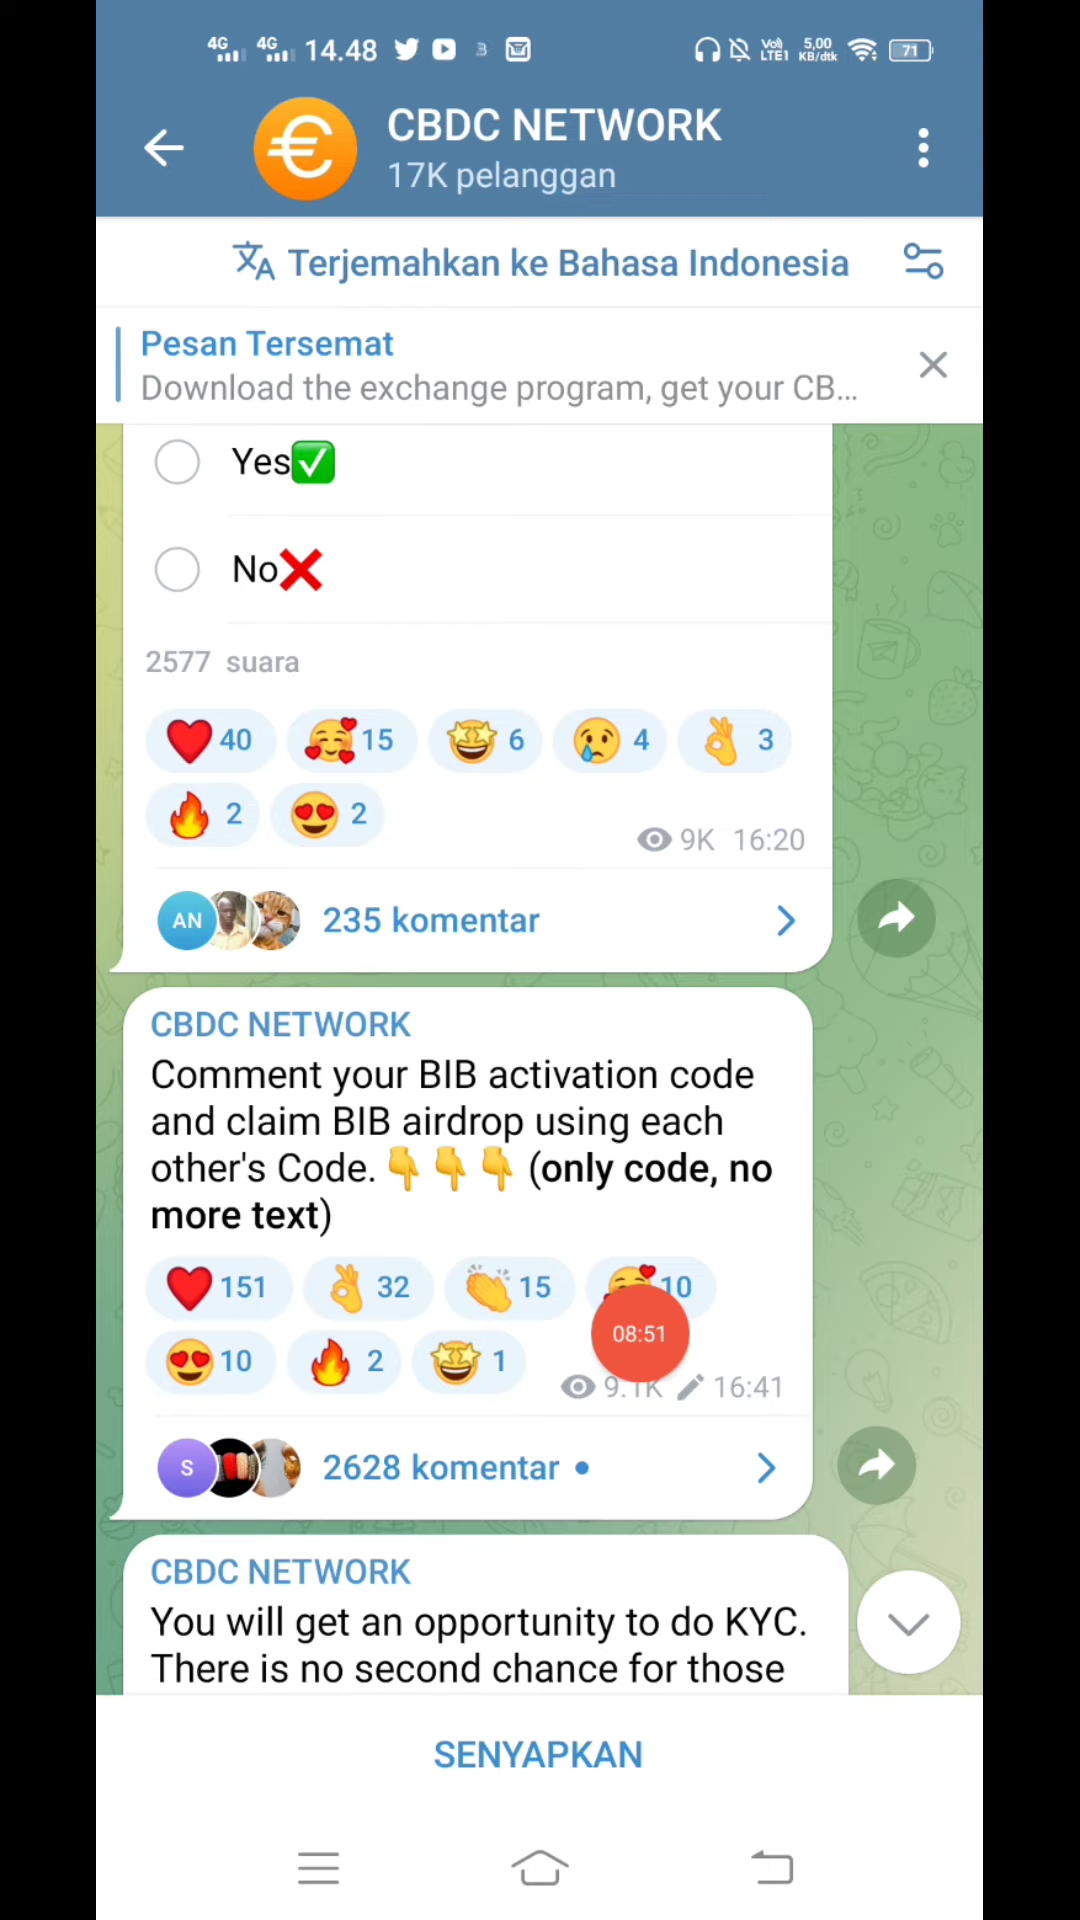 4G 4G 14.48 5,00 KB/dtk VoI) LTE1 71
CBDC NETWORK
17K pelanggan
Terjemahkan ke Bahasa Indonesia
Pesan Tersemat
Download the exchange program, get your CB...
Yes✅
No❌
2577 suara
❤️ 40 🥰 15 🤩 6 😢 4 👌 3
🔥 2 😍 2
9K 16:20
AN 235 komentar
CBDC NETWORK
Comment your BIB activation code
and claim BIB airdrop using each
other's Code. 👇👇👇 (only code, no
more text)
❤️ 151 👌 32 👏 15 🥰 10
08:51
😍 10 🔥 2 🤩 1
9.1K 16:41
S 2628 komentar •
CBDC NETWORK
You will get an opportunity to do KYC.
There is no second chance for those
SENYAPKAN